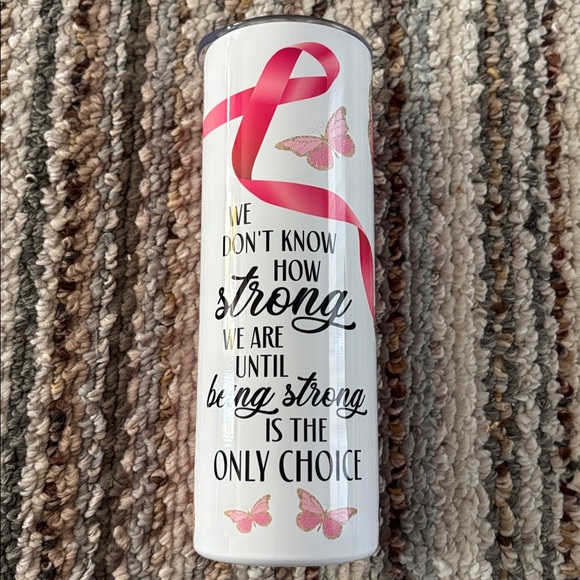 WE
DON'T KNOW
HOW
strong
WE ARE
UNTIL
being strong
IS THE
ONLY CHOICE